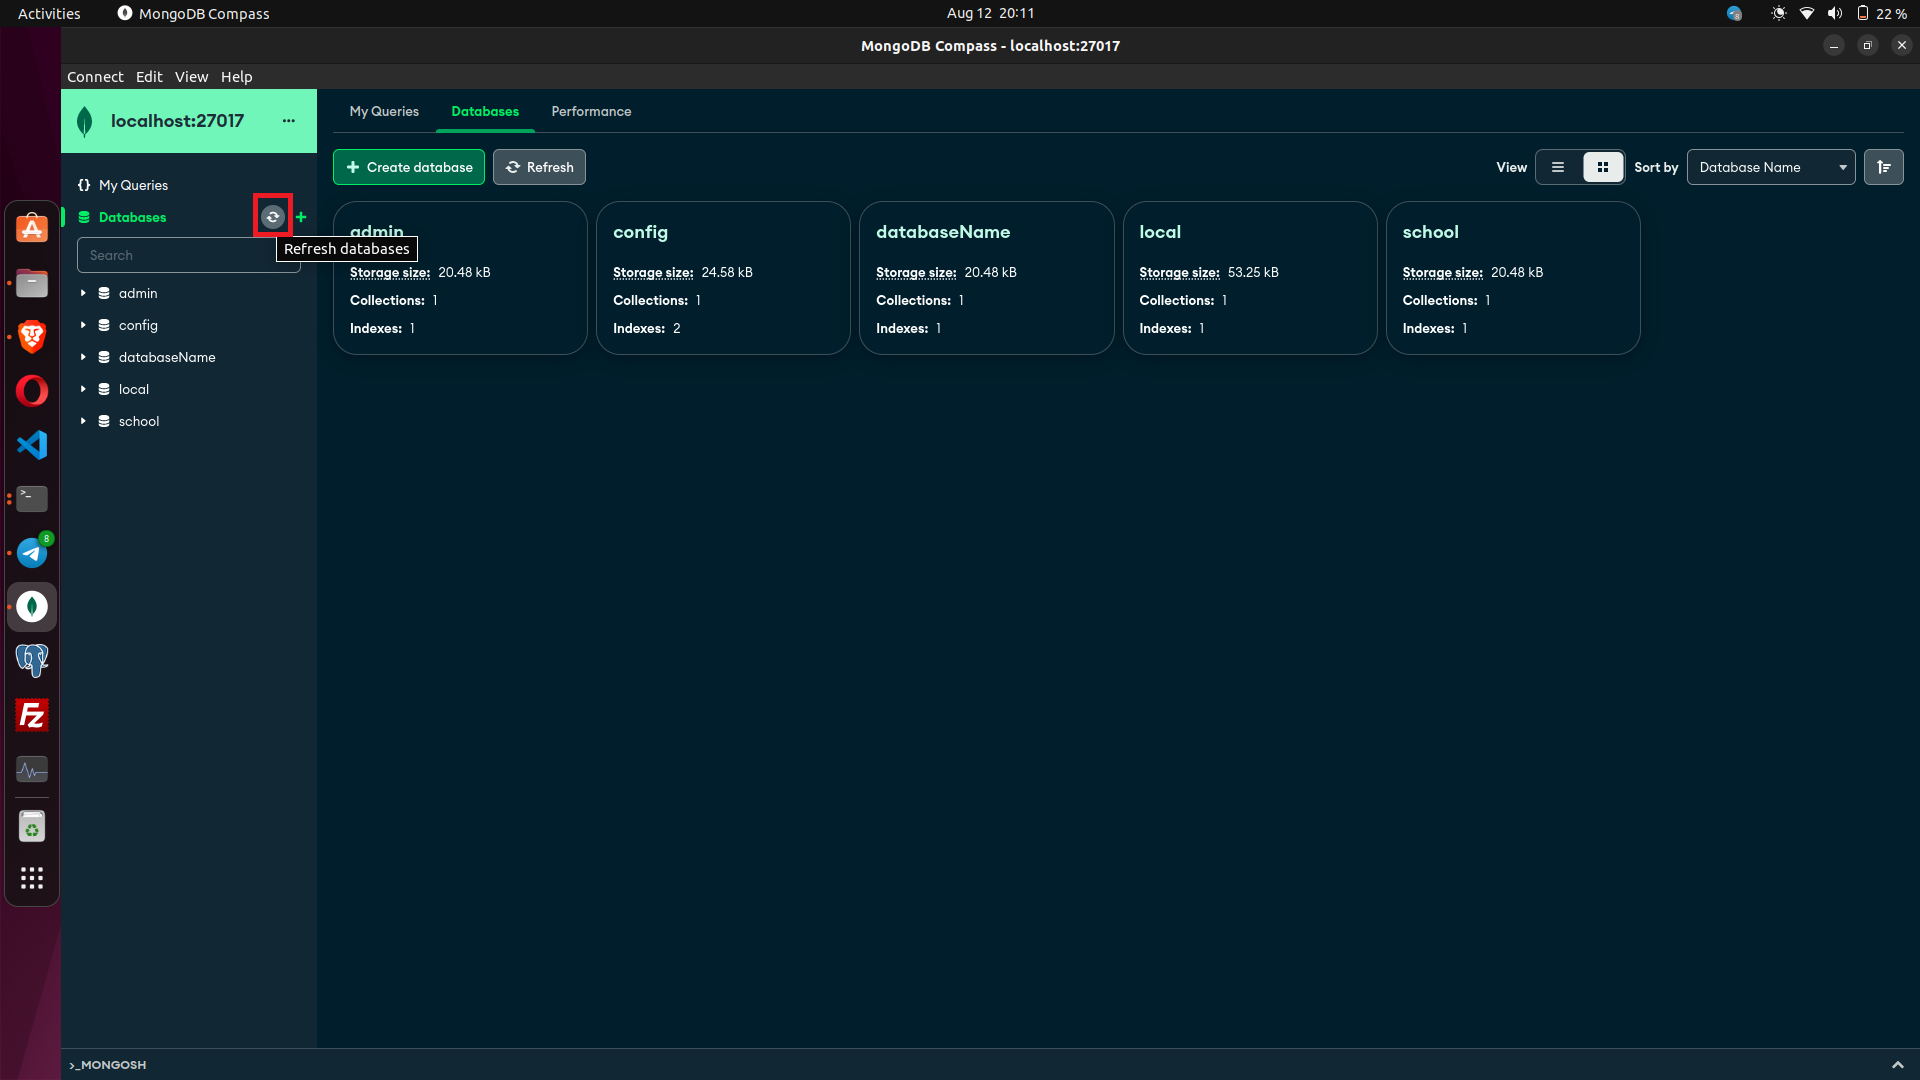 Activities MongoDB Compass Aug 12 20:11 22 %
MongoDB Compass - localhost:27017
Connect Edit View Help
localhost:27017 ...
My Queries Databases Performance
{} My Queries
Databases
Refresh databases
Search
admin
config
databaseName
local
school
Create database Refresh View Sort by Database Name
admin
Storage size: 20.48 kB
Collections: 1
Indexes: 1
config
Storage size: 24.58 kB
Collections: 1
Indexes: 2
databaseName
Storage size: 20.48 kB
Collections: 1
Indexes: 1
local
Storage size: 53.25 kB
Collections: 1
Indexes: 1
school
Storage size: 20.48 kB
Collections: 1
Indexes: 1
>_
8
FZ
>_MONGOSH